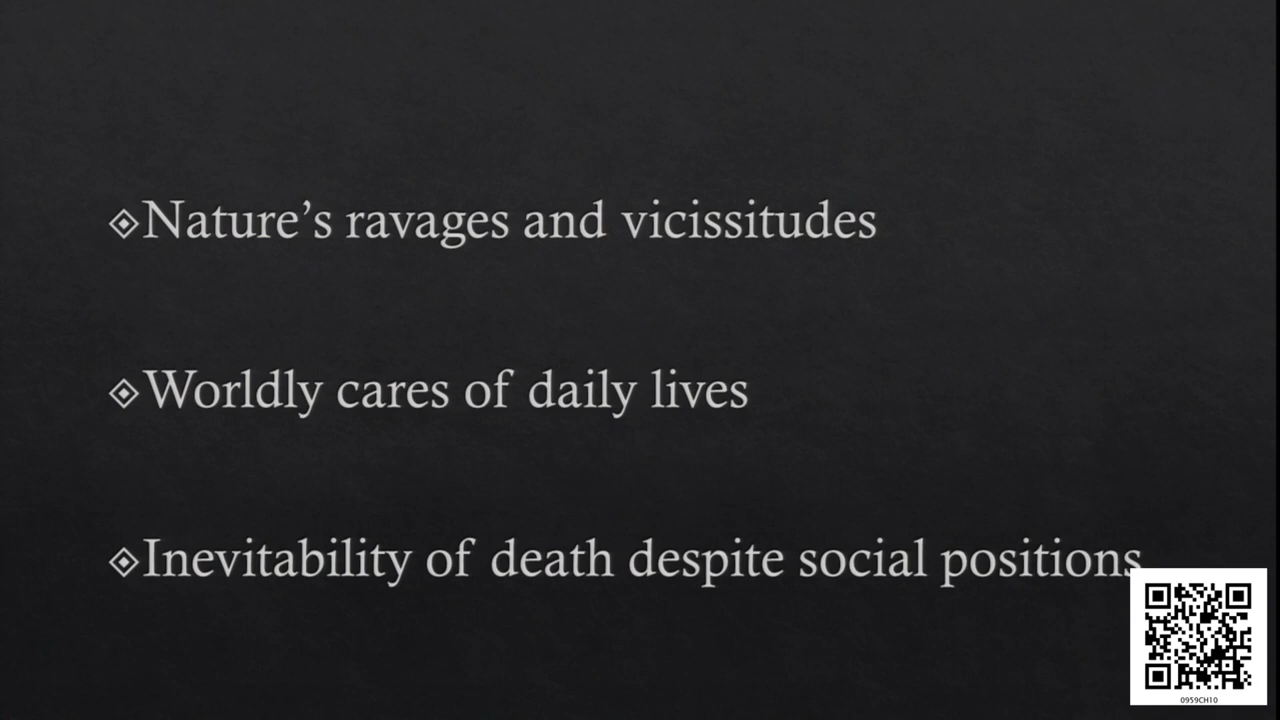 Nature's ravages and vicissitudes
Worldly cares of daily lives
Inevitability of death despite social positions
0959CH10